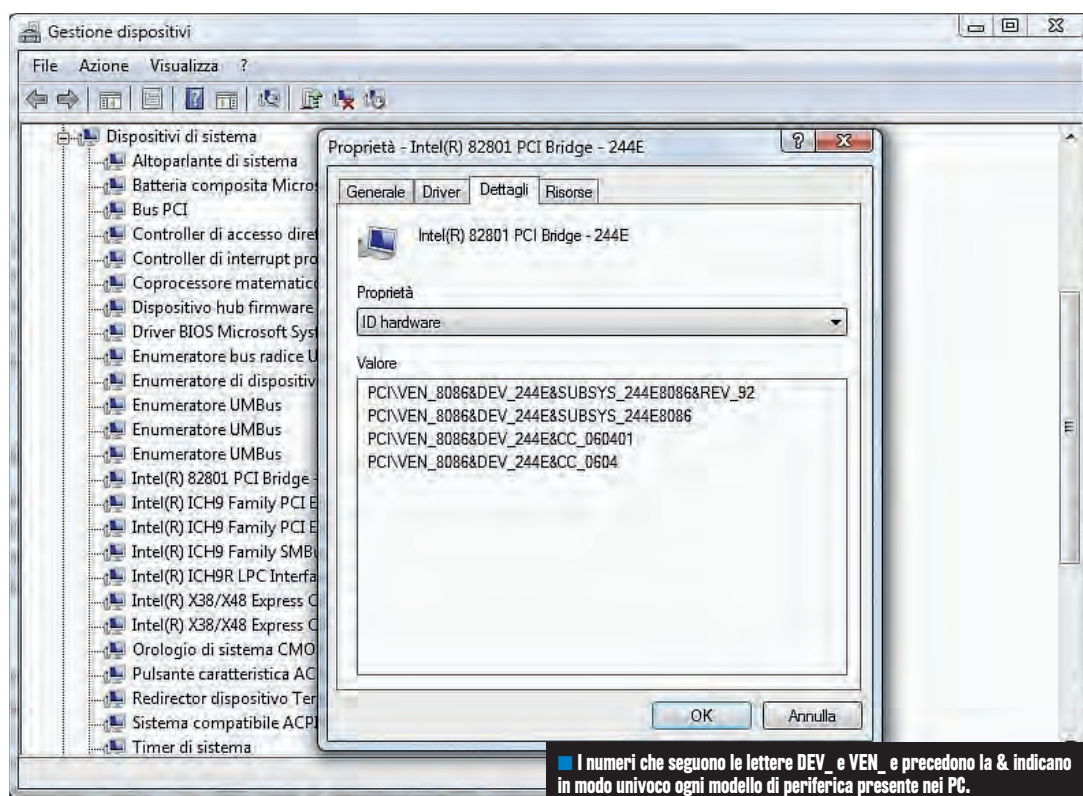 Gestione dispositivi
File Azione Visualizza ?
Dispositivi di sistema
Altoparlante di sistema
Batteria composita Micros
Bus PCI
Controller di accesso diret
Controller di interrupt pro
Coprocessore matematico
Dispositivo hub firmware
Driver BIOS Microsoft Syst
Enumeratore bus radice U
Enumeratore di dispositiv
Enumeratore UMBus
Enumeratore UMBus
Enumeratore UMBus
Intel(R) 82801 PCI Bridge -
Intel(R) ICH9 Family PCI E
Intel(R) ICH9 Family PCI E
Intel(R) ICH9 Family SMBu
Intel(R) ICH9R LPC Interfa
Intel(R) X38/X48 Express C
Intel(R) X38/X48 Express C
Orologio di sistema CMO
Pulsante caratteristica AC
Redirector dispositivo Ter
Sistema compatibile ACPI
Timer di sistema
Proprietà - Intel(R) 82801 PCI Bridge - 244E
Generale Driver Dettagli Risorse
Intel(R) 82801 PCI Bridge - 244E
Proprietà
ID hardware
Valore
PCI\VEN_8086&DEV_244E&SUBSYS_244E8086&REV_92
PCI\VEN_8086&DEV_244E&SUBSYS_244E8086
PCI\VEN_8086&DEV_244E&CC_060401
PCI\VEN_8086&DEV_244E&CC_0604
OK Annulla
I numeri che seguono le lettere DEV_ e VEN_ e precedono la & indicano
in modo univoco ogni modello di periferica presente nei PC.